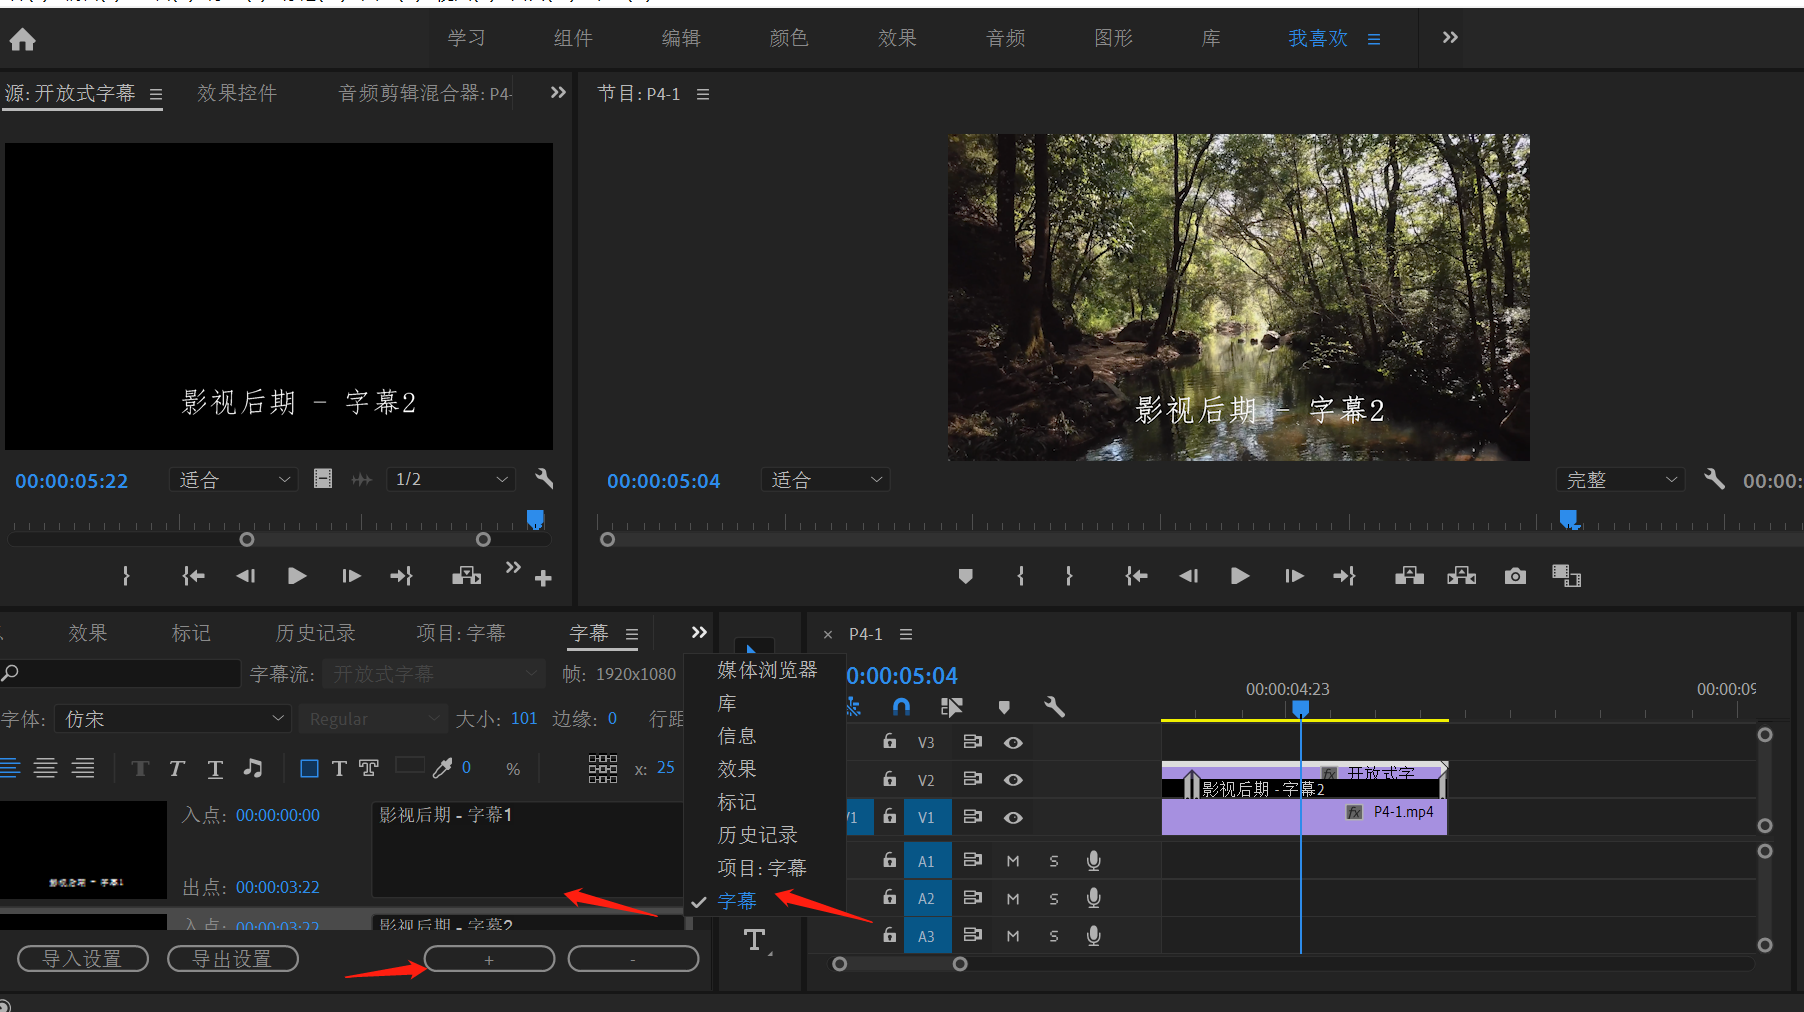 学习 组件 编辑 颜色 效果 音频 图形 库 我喜欢
源: 开放式字幕 效果控件 音频剪辑混合器: P4-
节目: P4-1
影视后期 - 字幕2
影视后期 - 字幕2
00:00:05:22 适合 1/2
00:00:05:04 适合 完整 00:00:
效果 标记 历史记录 项目: 字幕 字幕
字幕流: 开放式字幕 帧: 1920x1080
字体: 仿宋 Regular 大小: 101 边缘: 0 行距
T T T T T 0 % x: 25
入点: 00:00:00:00 影视后期 - 字幕1
影视后期 - 字幕1
出点: 00:00:03:22
入点: 00:00:03:22 影视后期 - 字幕2
导入设置 导出设置 + -
媒体浏览器
库
信息
效果
标记
历史记录
项目: 字幕
字幕
T
× P4-1
0:00:05:04
00:00:04:23 00:00:09
V3
V2 fx 开放式字
影视后期 - 字幕2
V1 V1 fx P4-1.mp4
A1 M S
A2 M S
A3 M S